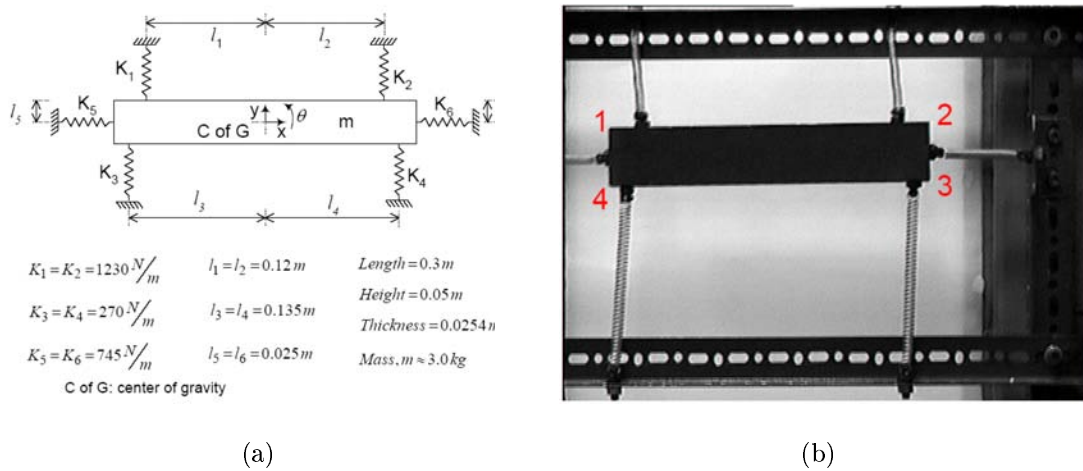 l₁ l₂
K₁ K₂
l₅ K₅ y θ K₆
C of G x m
K₃ K₄
l₃ l₄
K₁ = K₂ = 1230 N/m l₁ = l₂ = 0.12 m Length = 0.3 m
Height = 0.05 m
K₃ = K₄ = 270 N/m l₃ = l₄ = 0.135 m
Thickness = 0.0254 m
K₅ = K₆ = 745 N/m l₅ = l₆ = 0.025 m Mass, m ≈ 3.0 kg
C of G: center of gravity
1 2
4 3
(a) (b)